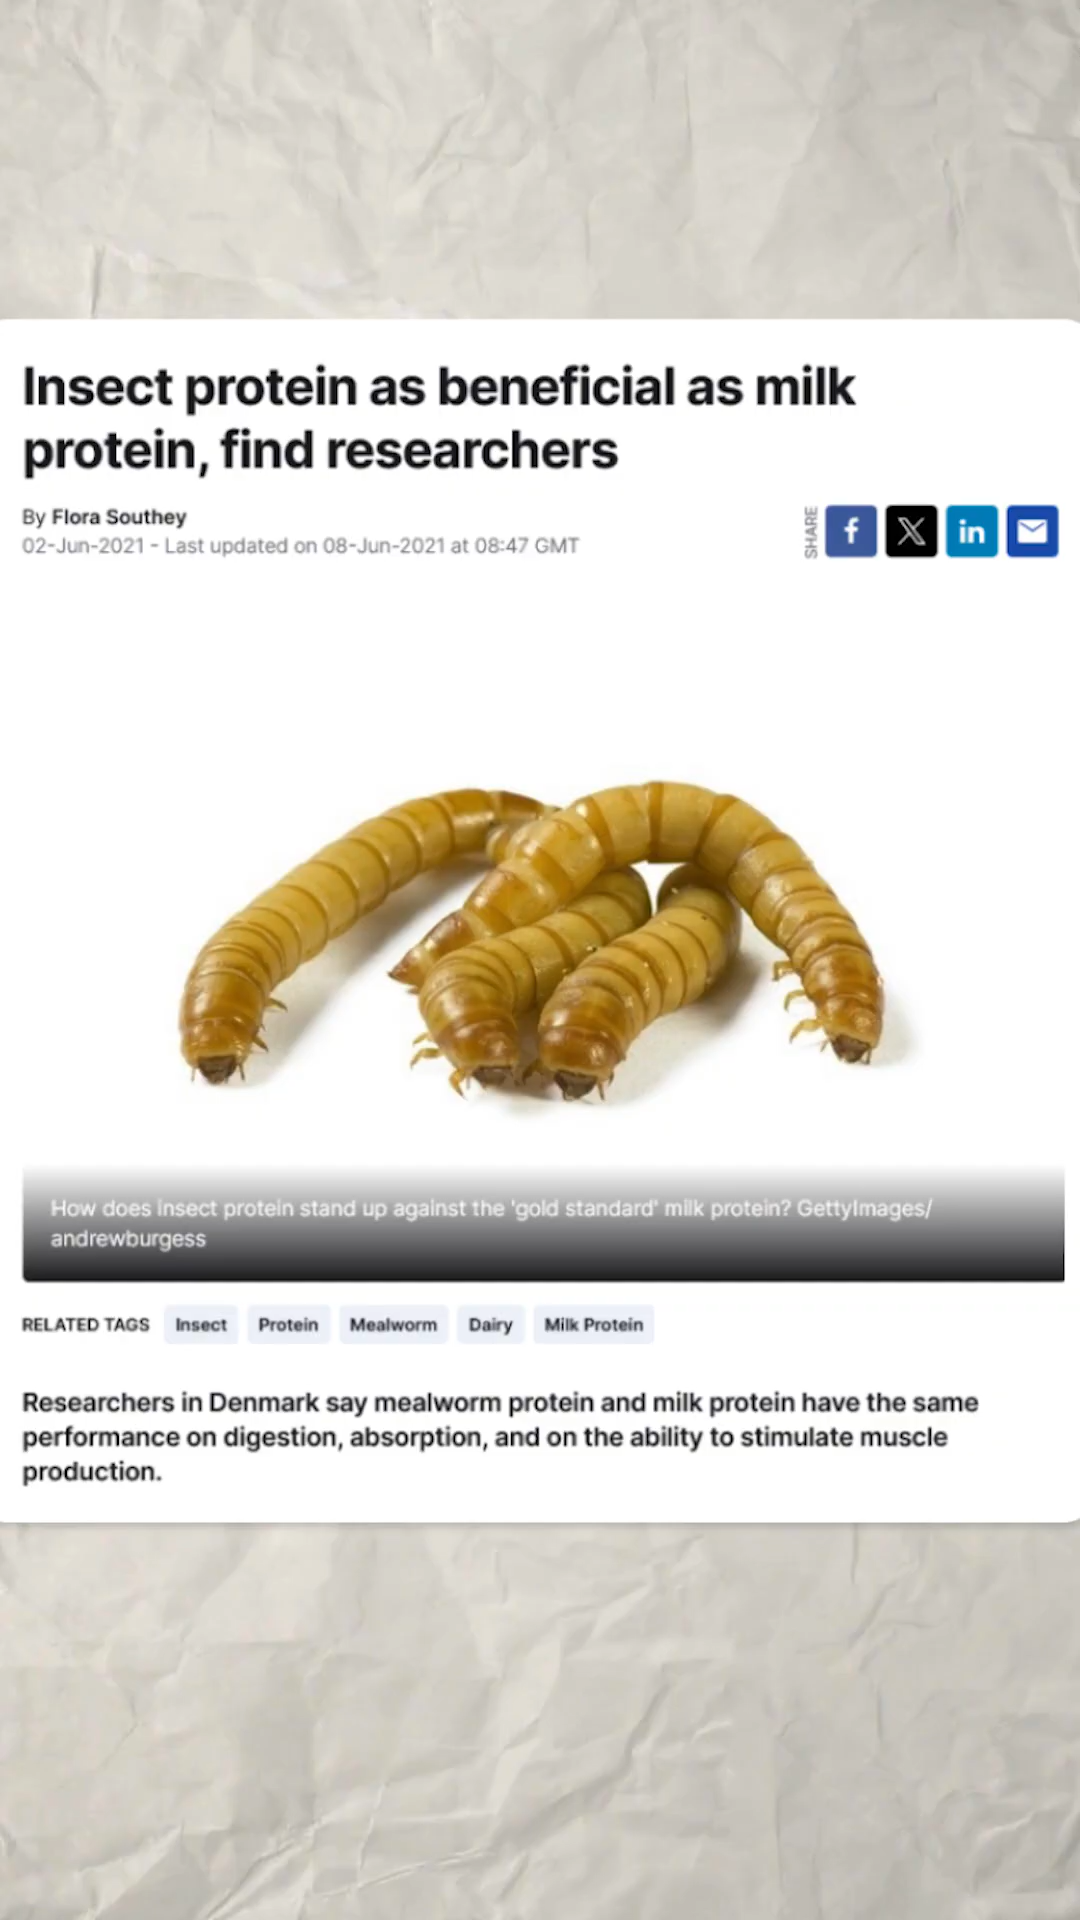 Insect protein as beneficial as milk
protein, find researchers
By Flora Southey
02-Jun-2021 - Last updated on 08-Jun-2021 at 08:47 GMT
SHARE
f
X
in
How does insect protein stand up against the 'gold standard' milk protein? GettyImages/
andrewburgess
RELATED TAGS Insect Protein Mealworm Dairy Milk Protein
Researchers in Denmark say mealworm protein and milk protein have the same
performance on digestion, absorption, and on the ability to stimulate muscle
production.